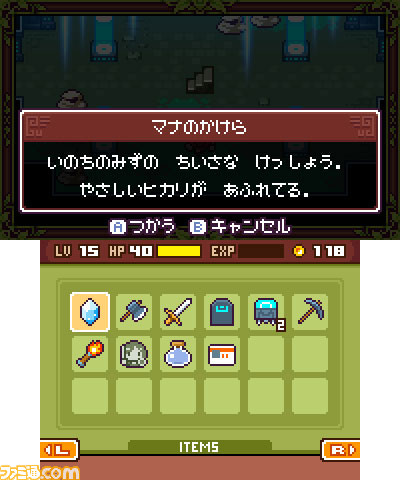 マナのかけら
いのちのみずの ちいさな けっしょう。
やさしいヒカリが あふれてる。
Aつかう Bキャンセル
LV 15 HP 40 EXP 118
2
L ITEMS R
ファミ通.com